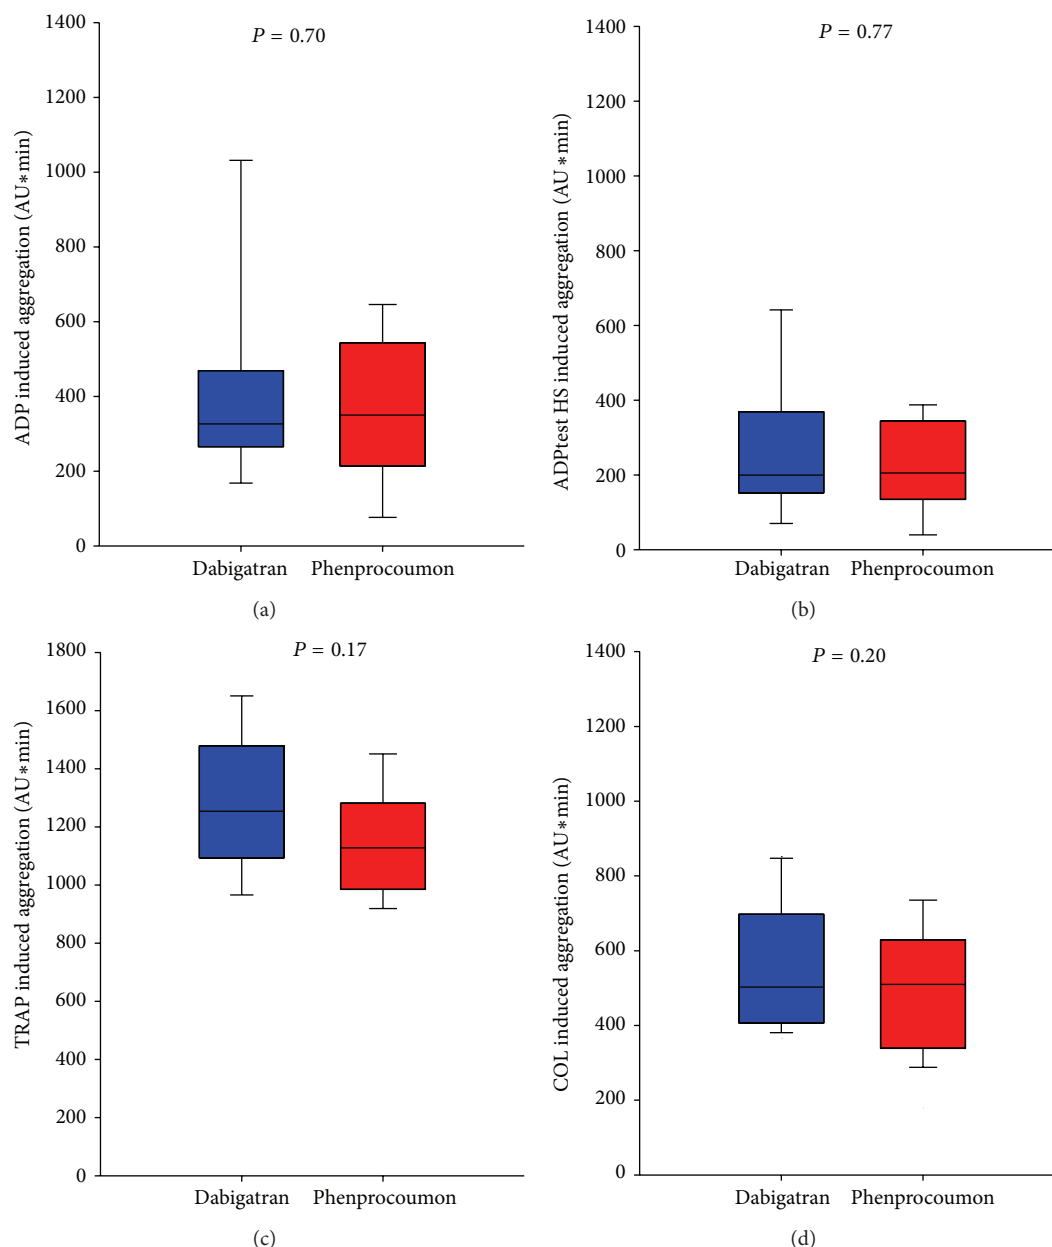 1400
1200
1000
800
600
400
200
0
ADP induced aggregation (AU*min)
P = 0.70
Dabigatran
Phenprocoumon
(a)
1400
1200
1000
800
600
400
200
0
ADPtest HS induced aggregation (AU*min)
P = 0.77
Dabigatran
Phenprocoumon
(b)
1800
1600
1400
1200
1000
800
600
400
200
0
TRAP induced aggregation (AU*min)
P = 0.17
Dabigatran
Phenprocoumon
(c)
1400
1200
1000
800
600
400
200
0
COL induced aggregation (AU*min)
P = 0.20
Dabigatran
Phenprocoumon
(d)